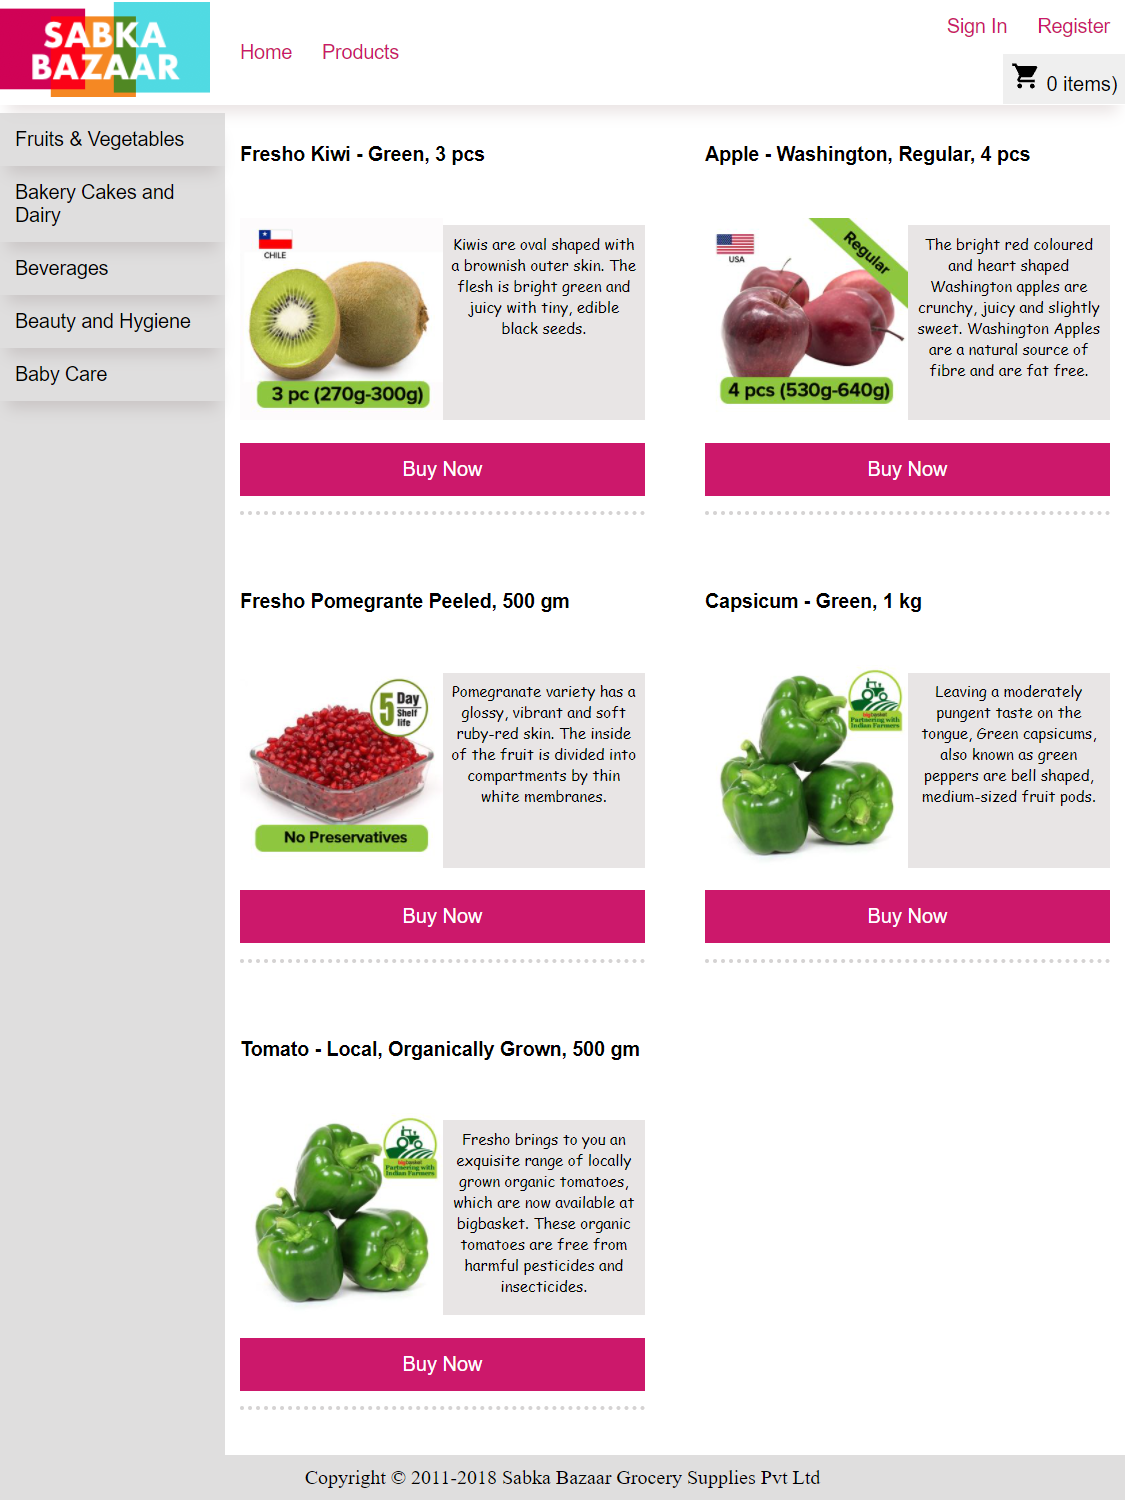 SABKA
BAZAAR
Home
Products
Sign In
Register
0 items)
Fruits & Vegetables
Bakery Cakes and
Dairy
Beverages
Beauty and Hygiene
Baby Care
Fresho Kiwi - Green, 3 pcs
CHILE
3 pc (270g-300g)
Kiwis are oval shaped with
a brownish outer skin. The
flesh is bright green and
juicy with tiny, edible
black seeds.
Buy Now
Apple - Washington, Regular, 4 pcs
USA
Regular
4 pcs (530g-640g)
The bright red coloured
and heart shaped
Washington apples are
crunchy, juicy and slightly
sweet. Washington Apples
are a natural source of
fibre and are fat free.
Buy Now
Fresho Pomegrante Peeled, 500 gm
5 Day
Shelf
life
No Preservatives
Pomegranate variety has a
glossy, vibrant and soft
ruby-red skin. The inside
of the fruit is divided into
compartments by thin
white membranes.
Buy Now
Capsicum - Green, 1 kg
bigbasket
Partnering with
Indian Farmers
Leaving a moderately
pungent taste on the
tongue, Green capsicums,
also known as green
peppers are bell shaped,
medium-sized fruit pods.
Buy Now
Tomato - Local, Organically Grown, 500 gm
bigbasket
Partnering with
Indian Farmers
Fresho brings to you an
exquisite range of locally
grown organic tomatoes,
which are now available at
bigbasket. These organic
tomatoes are free from
harmful pesticides and
insecticides.
Buy Now
Copyright © 2011-2018 Sabka Bazaar Grocery Supplies Pvt Ltd